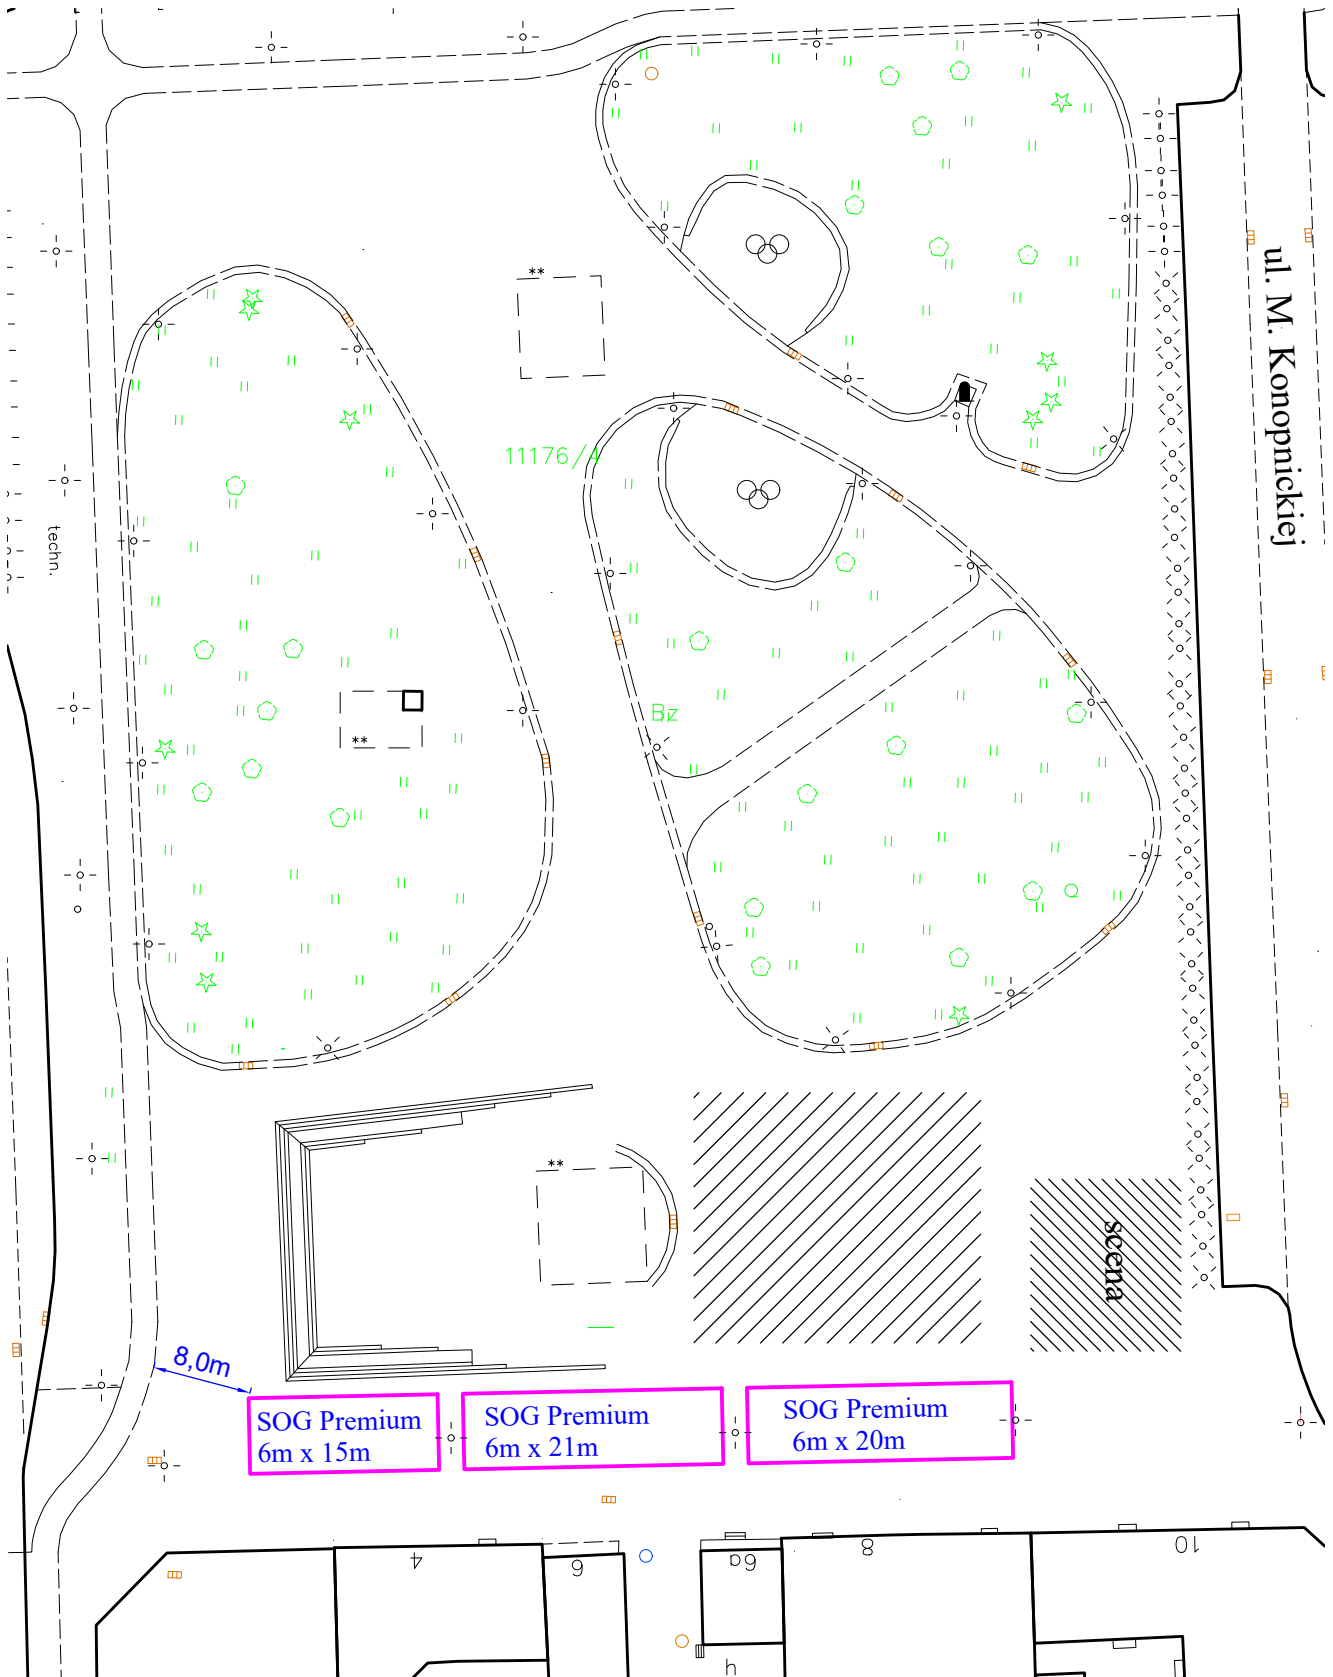 **
ul. M. Konopnickiej
11176/4
techn.
Bz
**
**
scena
8,0m
SOG Premium
6m x 15m
SOG Premium
6m x 21m
SOG Premium
6m x 20m
4
6
6a
8
10
h